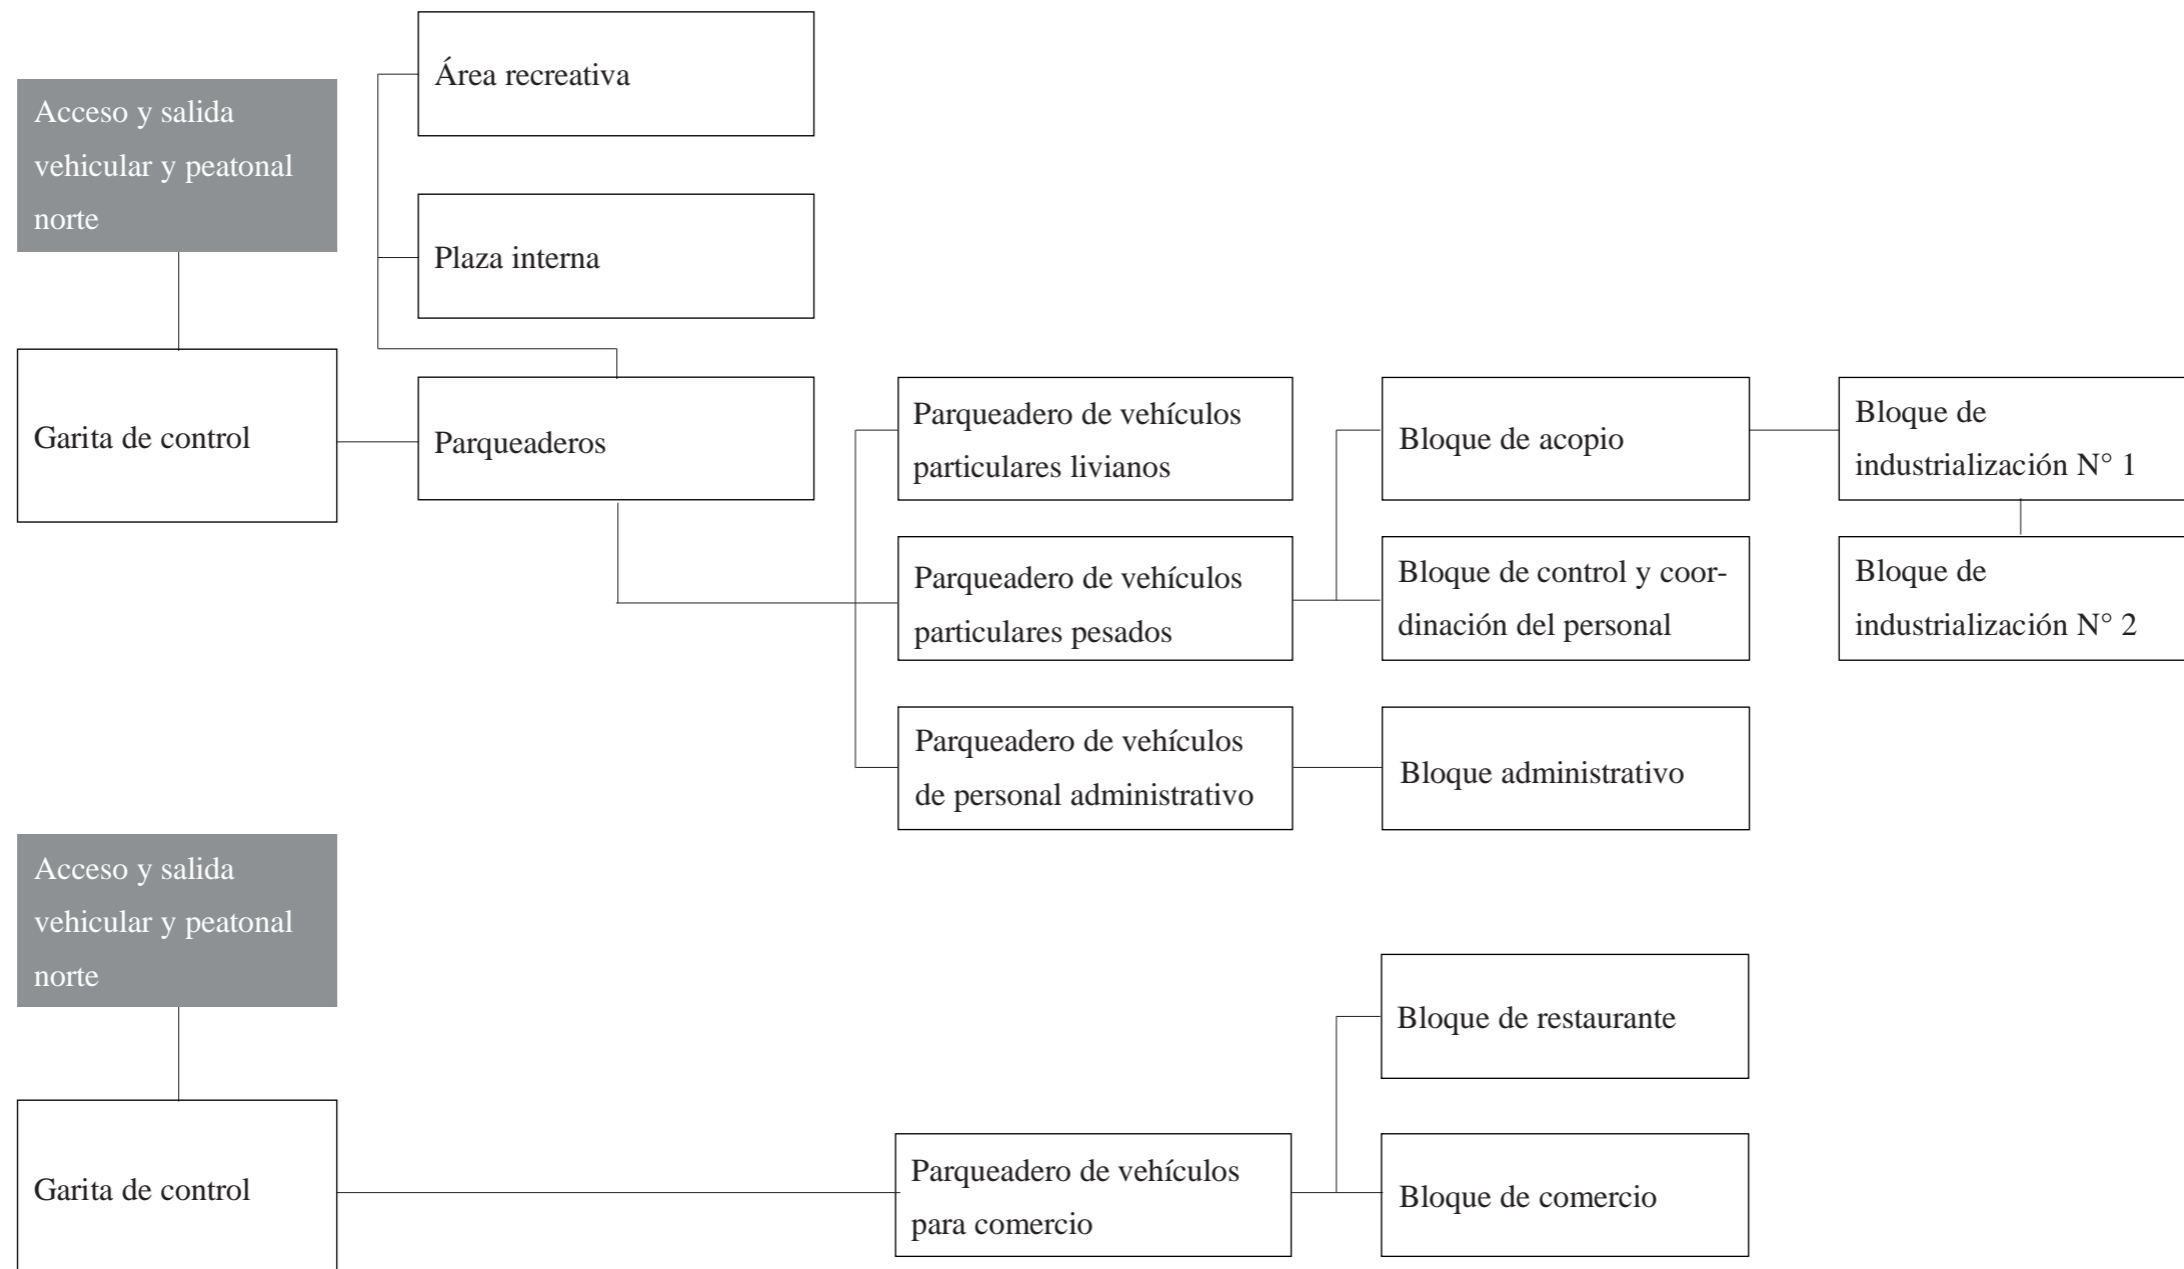 Área recreativa
Acceso y salida
vehicular y peatonal
norte
Plaza interna
Garita de control
Parqueaderos
Parqueadero de vehículos
particulares livianos
Bloque de acopio
Bloque de
industrialización N° 1
Parqueadero de vehículos
particulares pesados
Bloque de control y coor-
dinación del personal
Bloque de
industrialización N° 2
Parqueadero de vehículos
de personal administrativo
Bloque administrativo
Acceso y salida
vehicular y peatonal
norte
Bloque de restaurante
Garita de control
Parqueadero de vehículos
para comercio
Bloque de comercio